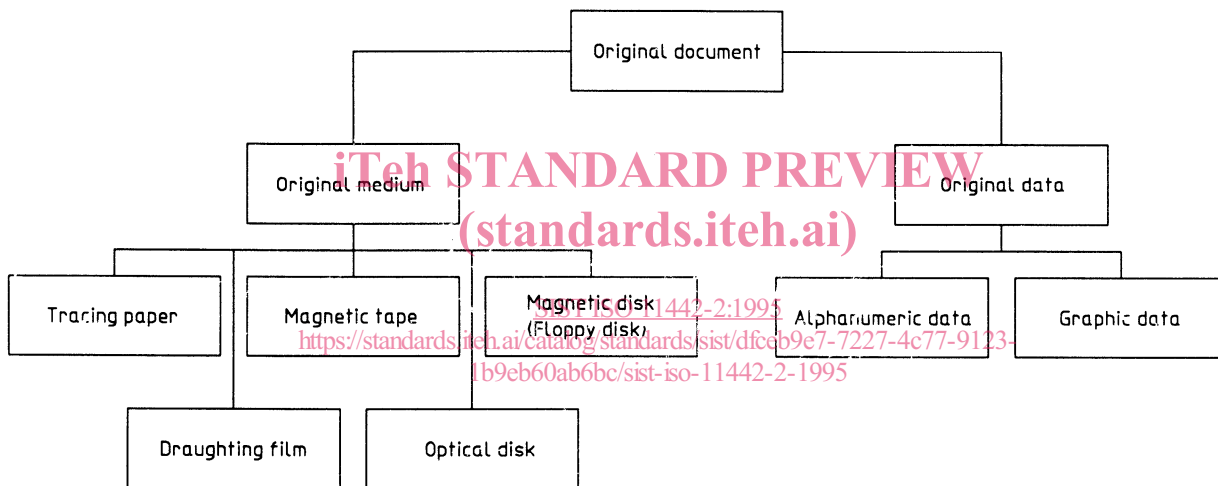 Original document
iTeh STANDARD PREVIEW
Original medium
Original data
(standards.iteh.ai)
Tracing paper
Magnetic tape
Magnetic disk
(Floppy disk)
Alphanumeric data
Graphic data
SIST ISO 11442-2:1995
https://standards.iteh.ai/catalog/standards/sist/dfceb9e7-7227-4c77-9123-
1b9eb60ab6bc/sist-iso-11442-2-1995
Draughting film
Optical disk